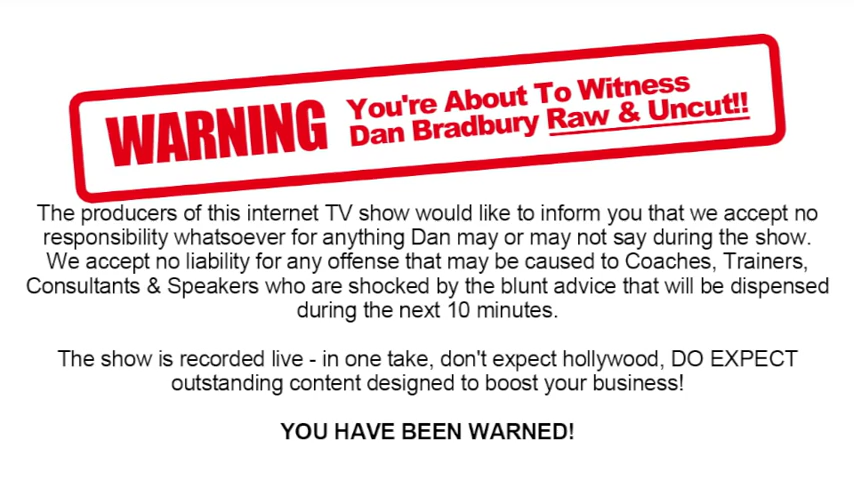 WARNING
You're About To Witness
Dan Bradbury Raw & Uncut!!
The producers of this internet TV show would like to inform you that we accept no
responsibility whatsoever for anything Dan may or may not say during the show.
We accept no liability for any offense that may be caused to Coaches, Trainers,
Consultants & Speakers who are shocked by the blunt advice that will be dispensed
during the next 10 minutes.
The show is recorded live - in one take, don't expect hollywood, DO EXPECT
outstanding content designed to boost your business!
YOU HAVE BEEN WARNED!